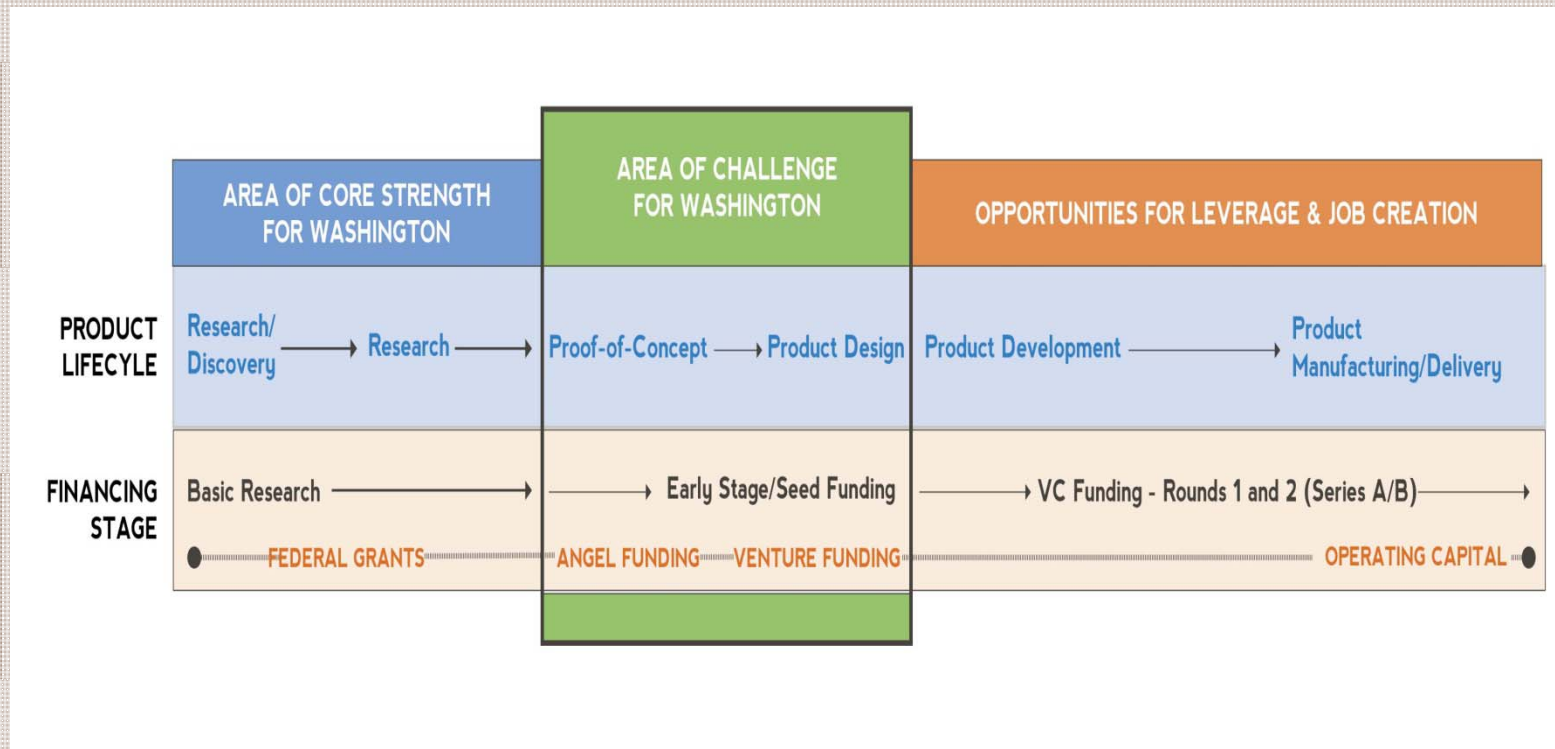 AREA OF CORE STRENGTH
FOR WASHINGTON
AREA OF CHALLENGE
FOR WASHINGTON
OPPORTUNITIES FOR LEVERAGE & JOB CREATION
PRODUCT
LIFECYLE
Research/
Discovery
Research
Proof-of-Concept
Product Design
Product Development
Product
Manufacturing/Delivery
FINANCING
STAGE
Basic Research
Early Stage/Seed Funding
VC Funding - Rounds 1 and 2 (Series A/B)
FEDERAL GRANTS
ANGEL FUNDING
VENTURE FUNDING
OPERATING CAPITAL